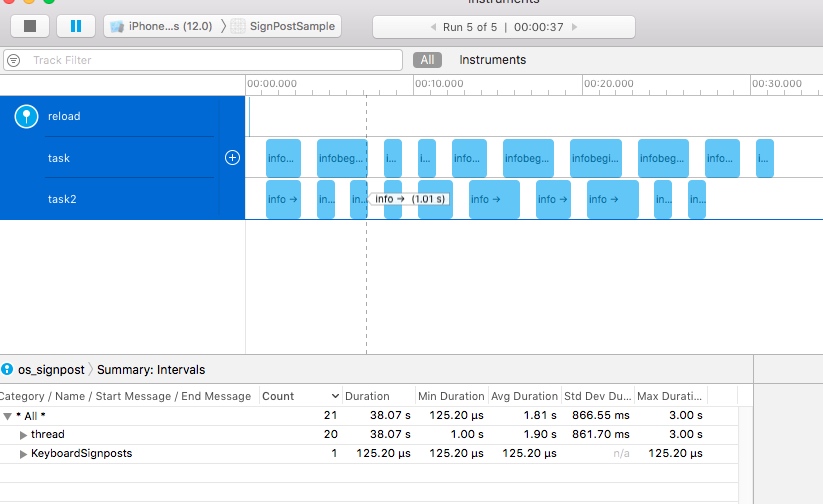 Instruments
iPhone...s (12.0) 〉 SignPostSample
Run 5 of 5 | 00:00:37
Track Filter
All
Instruments
00:00.000
00:10.000
00:20.000
00:30.000
reload
task
info...
infobeg...
i...
i...
info...
infobeg...
infobegi...
infobeg...
info...
i...
task2
info →
in...
in...
info → (1.01 s)
info →
info →
info →
in...
in...
os_signpost 〉 Summary: Intervals
Category / Name / Start Message / End Message Count Duration Min Duration Avg Duration Std Dev Du... Max Durati...
* All * 21 38.07 s 125.20 µs 1.81 s 866.55 ms 3.00 s
thread 20 38.07 s 1.00 s 1.90 s 861.70 ms 3.00 s
KeyboardSignposts 1 125.20 µs 125.20 µs 125.20 µs n/a 125.20 µs